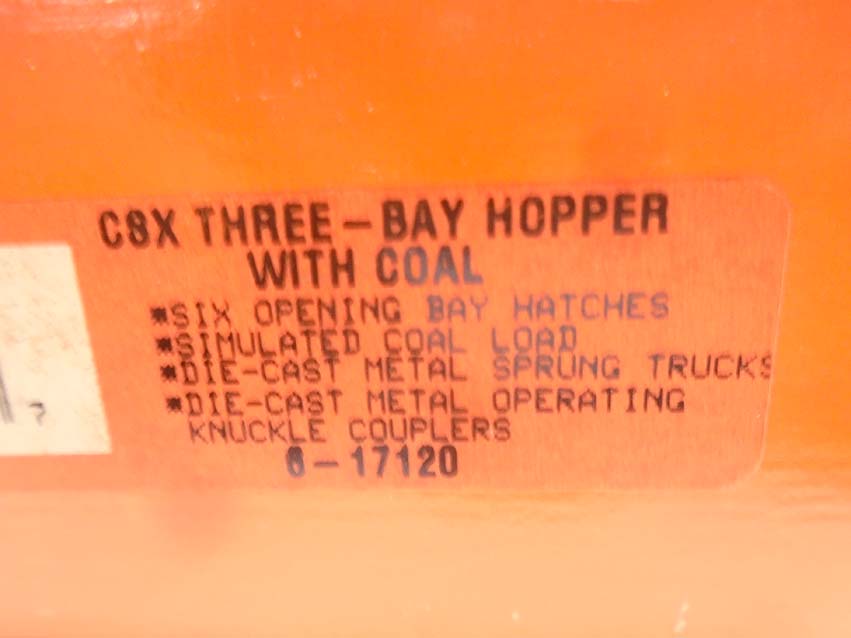 CSX THREE-BAY HOPPER
WITH COAL
*SIX OPENING BAY HATCHES
*SIMULATED COAL LOAD
*DIE-CAST METAL SPRUNG TRUCKS
*DIE-CAST METAL OPERATING
KNUCKLE COUPLERS
6-17120
7